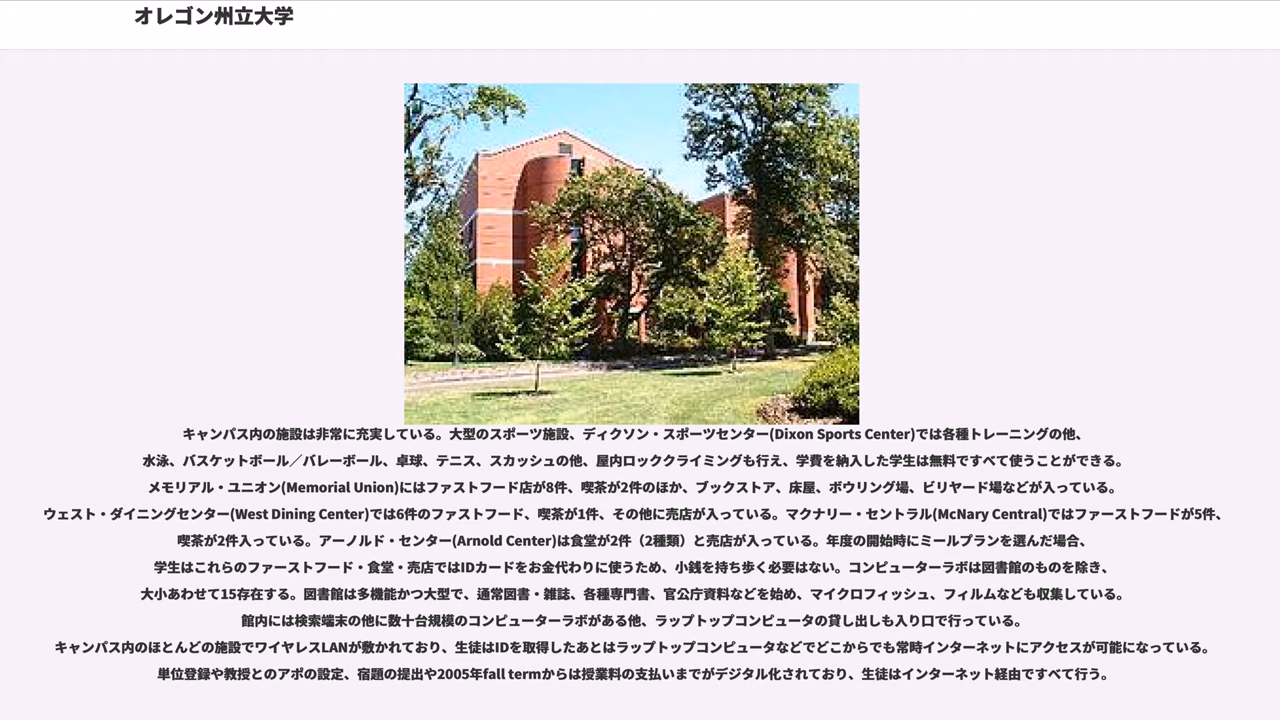 オレゴン州立大学
キャンパス内の施設は非常に充実している。大型のスポーツ施設、ディクソン・スポーツセンター(Dixon Sports Center)では各種トレーニングの他、
水泳、バスケットボール／バレーボール、卓球、テニス、スカッシュの他、屋内ロッククライミングも行え、学費を納入した学生は無料ですべて使うことができる。
メモリアル・ユニオン(Memorial Union)にはファストフード店が8件、喫茶が2件のほか、ブックストア、床屋、ボウリング場、ビリヤード場などが入っている。
ウェスト・ダイニングセンター(West Dining Center)では6件のファストフード、喫茶が1件、その他に売店が入っている。マクナリー・セントラル(McNary Central)ではファーストフードが5件、
喫茶が2件入っている。アーノルド・センター(Arnold Center)は食堂が2件（2種類）と売店が入っている。年度の開始時にミールプランを選んだ場合、
学生はこれらのファーストフード・食堂・売店ではIDカードをお金代わりに使うため、小銭を持ち歩く必要はない。コンピューターラボは図書館のものを除き、
大小あわせて15存在する。図書館は多機能かつ大型で、通常図書・雑誌、各種専門書、官公庁資料などを始め、マイクロフィッシュ、フィルムなども収集している。
館内には検索端末の他に数十台規模のコンピューターラボがある他、ラップトップコンピュータの貸し出しも入り口で行っている。
キャンパス内のほとんどの施設でワイヤレスLANが敷かれており、生徒はIDを取得したあとはラップトップコンピュータなどでどこからでも常時インターネットにアクセスが可能になっている。
単位登録や教授とのアポの設定、宿題の提出や2005年fall termからは授業料の支払いまでがデジタル化されており、生徒はインターネット経由ですべて行う。